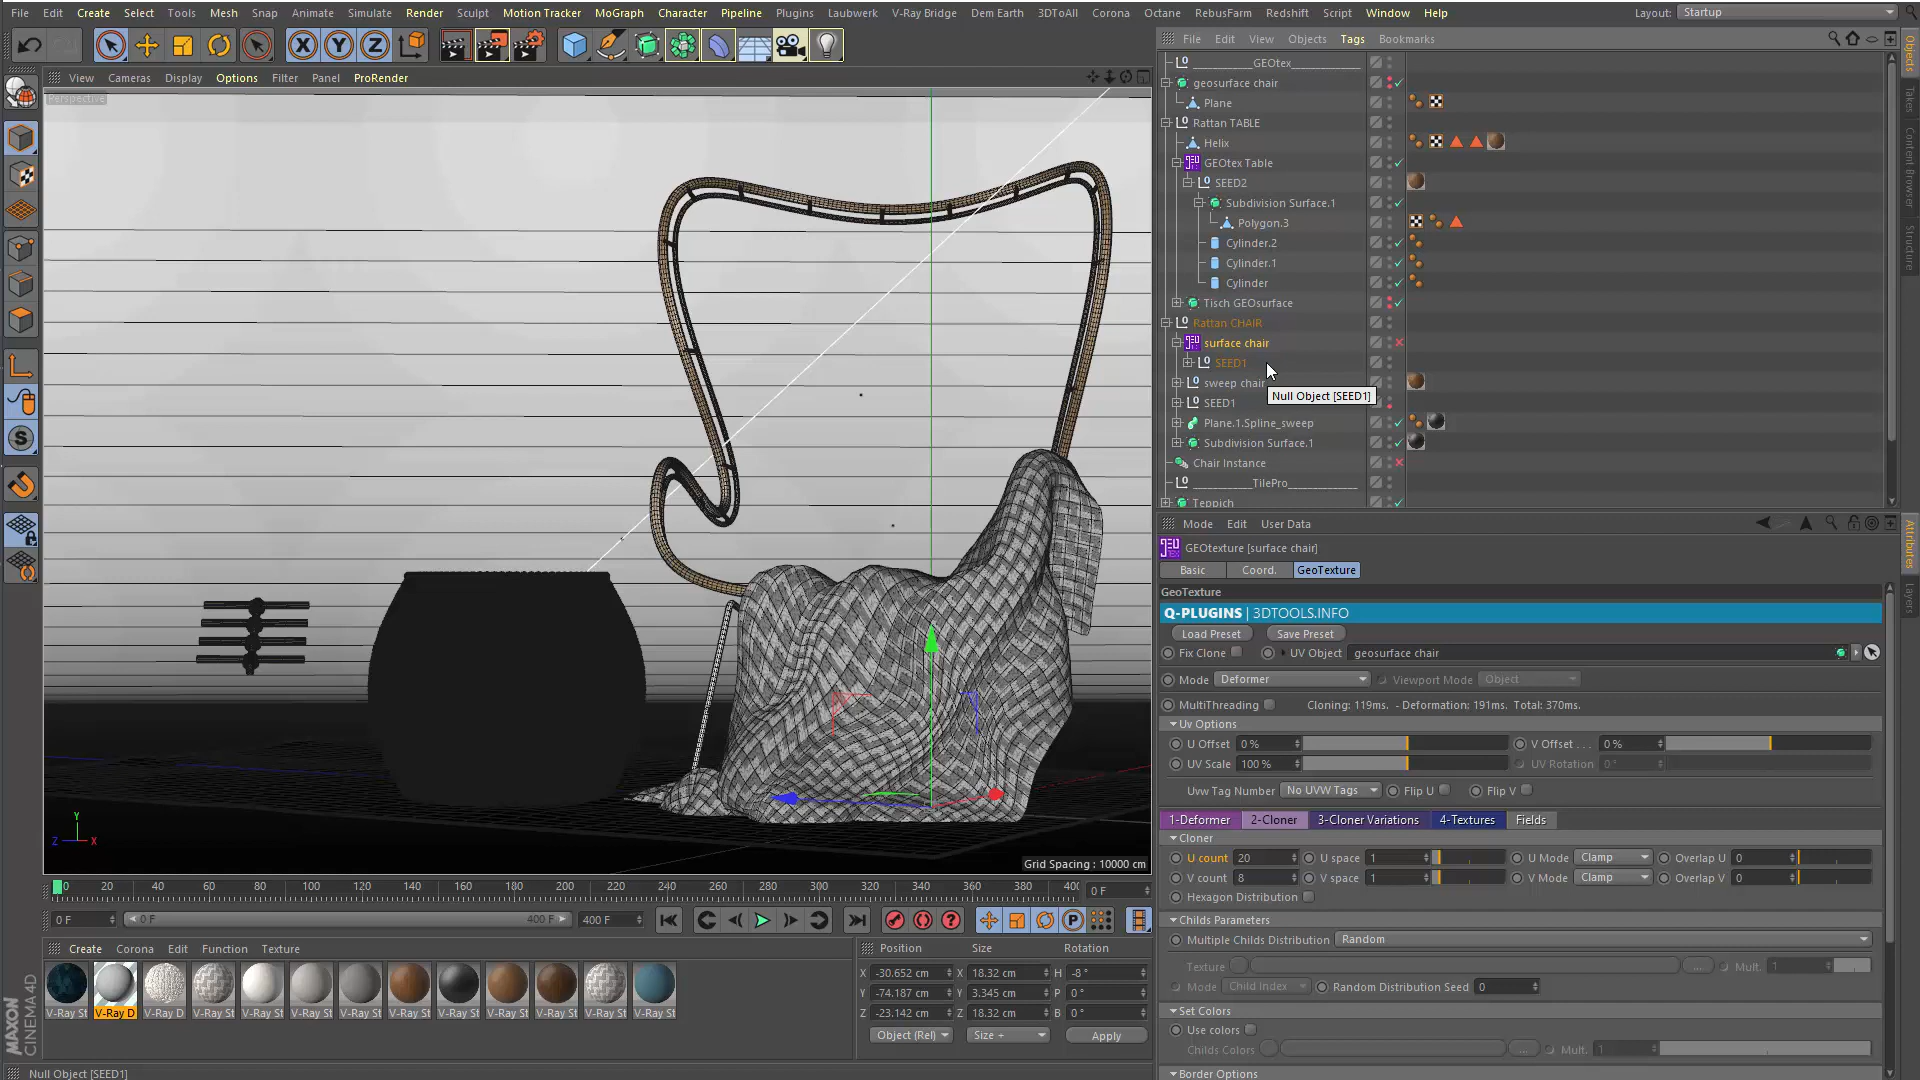 File Edit Create Select Tools Mesh Snap Animate Simulate Render Sculpt Motion Tracker MoGraph Character Pipeline Plugins Laubwerk V-Ray Bridge Dem Earth 3DToAll Corona Octane RebusFarm Redshift Script Window Help Layout: Startup
X Y Z
File Edit View Objects Tags Bookmarks
View Cameras Display Options Filter Panel ProRender
Perspective
GEOtex
geosurface chair
Plane
Rattan TABLE
Helix
GEOtex Table
SEED2
Subdivision Surface.1
Polygon.3
Cylinder.2
Cylinder.1
Cylinder
Tisch GEOsurface
Rattan CHAIR
surface chair
SEED1
sweep chair
Null Object [SEED1]
SEED1
Plane.1.Spline_sweep
Subdivision Surface.1
Chair Instance
TilePro
Teppich
Objects
Takes
Content Browser
Structure
Attributes
Layers
Mode Edit User Data
GEOtexture [surface chair]
Basic Coord. GeoTexture
GeoTexture
Q-PLUGINS | 3DTOOLS.INFO
Load Preset Save Preset
Fix Clone UV Object geosurface chair
Mode Deformer Viewport Mode Object
MultiThreading Cloning: 119ms. - Deformation: 191ms. Total: 370ms.
Uv Options
U Offset 0 % V Offset . . . 0 %
UV Scale 100 % UV Rotation 0 °
Uvw Tag Number No UVW Tags Flip U Flip V
1-Deformer 2-Cloner 3-Cloner Variations 4-Textures Fields
Cloner
U count 20 U space 1 U Mode Clamp Overlap U 0
V count 8 V space 1 V Mode Clamp Overlap V 0
Hexagon Distribution
Childs Parameters
Multiple Childs Distribution Random
Texture ... Mult. 1
Mode Child Index Random Distribution Seed 0
Set Colors
Use colors
Childs Colors ... Mult. 1
Border Options
Y
Z X
Grid Spacing : 10000 cm
0 20 40 60 80 100 120 140 160 180 200 220 240 260 280 300 320 340 360 380 400 0 F
0 F 0 F 400 F 400 F
Create Corona Edit Function Texture
V-Ray St V-Ray D V-Ray D V-Ray St V-Ray St V-Ray St V-Ray St V-Ray St V-Ray St V-Ray St V-Ray St V-Ray St V-Ray St
Position Size Rotation
X -30.652 cm X 18.32 cm H -8 °
Y -74.187 cm Y 3.345 cm P 0 °
Z -23.142 cm Z 18.32 cm B 0 °
Object (Rel) Size + Apply
MAXON
CINEMA 4D
Null Object [SEED1]